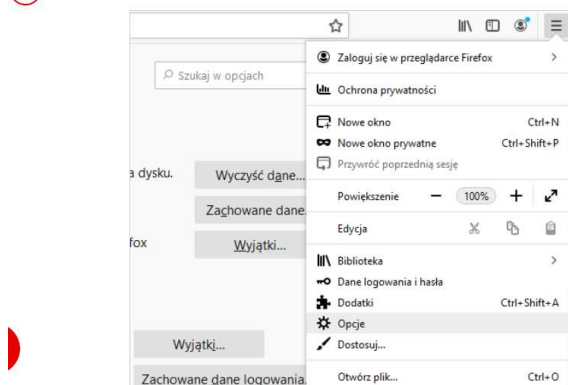 Szukaj w opcjach
a dysku.
Wyczyść dane...
Zachowane dane.
fox
Wyjątki...
Wyjątki...
Zachowane dane logowania.
Zaloguj się w przeglądarce Firefox >
Ochrona prywatności
Nowe okno Ctrl+N
Nowe okno prywatne Ctrl+Shift+P
Przywróć poprzednią sesję
Powiększenie − 100% +
Edycja
Biblioteka >
Dane logowania i hasła
Dodatki Ctrl+Shift+A
Opcje
Dostosuj...
Otwórz plik... Ctrl+O